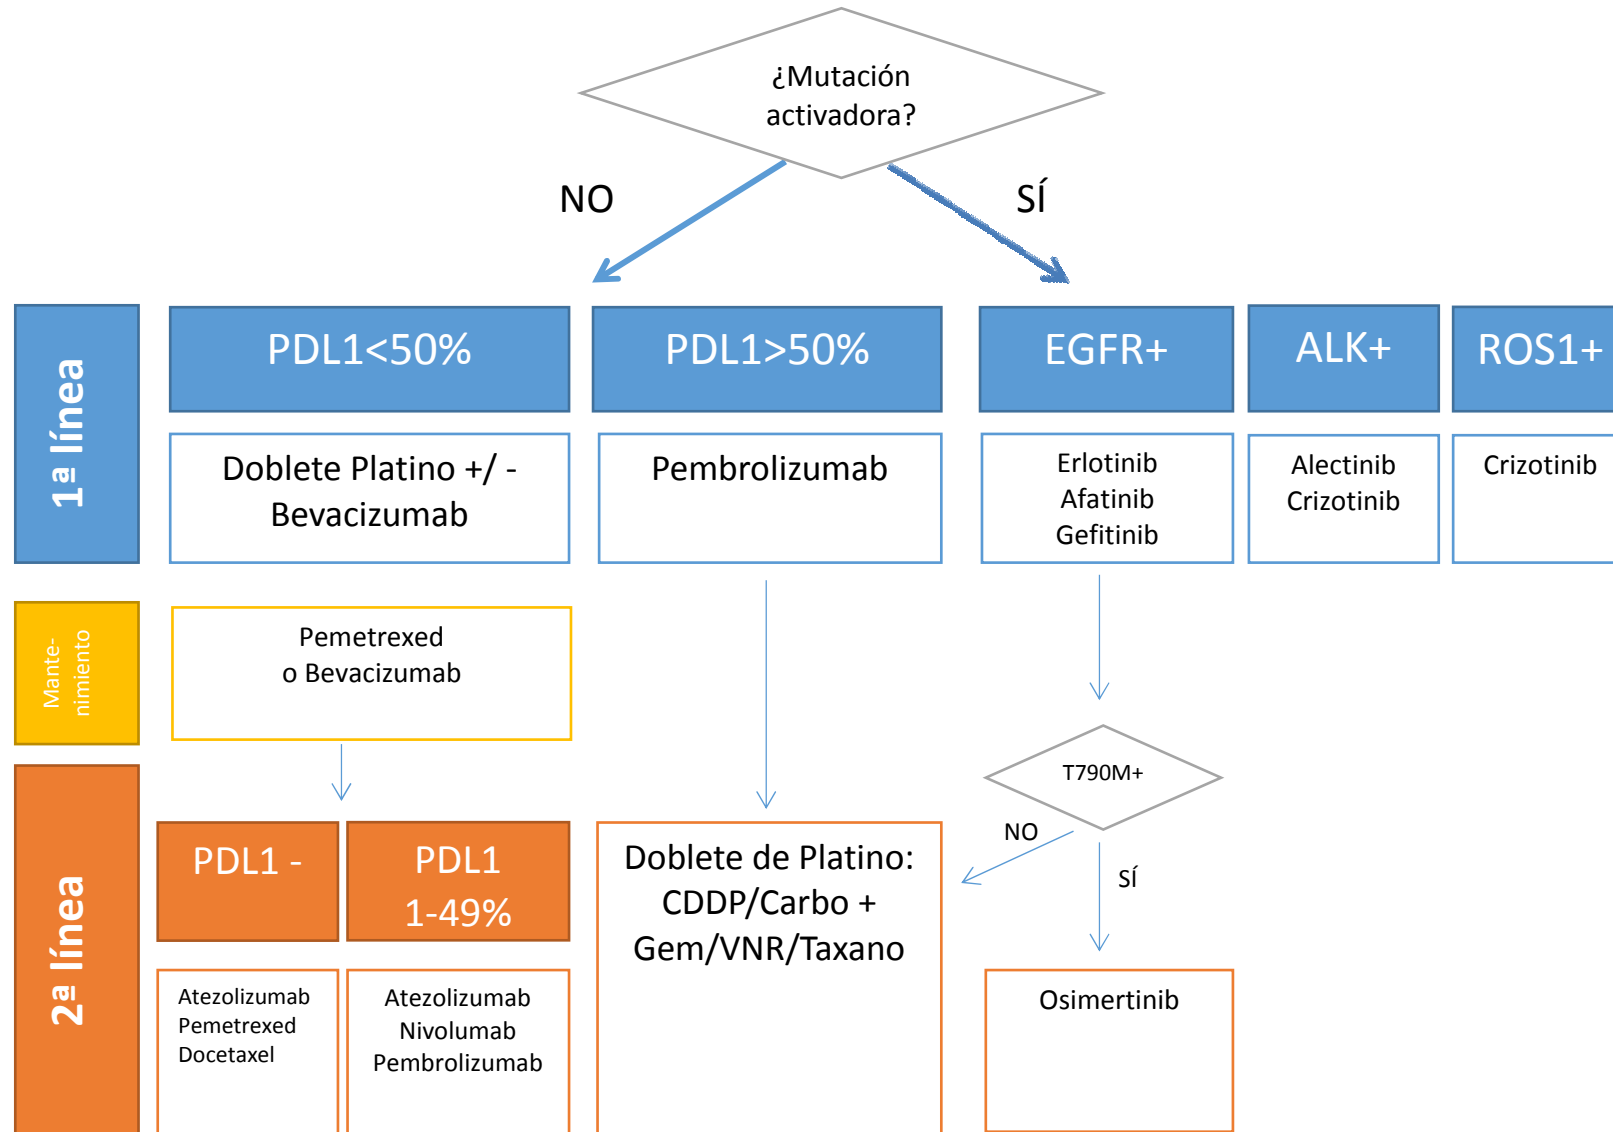 ¿Mutación
activadora?
NO
SÍ
1ª línea
PDL1<50%
PDL1>50%
EGFR+
ALK+
ROS1+
Doblete Platino +/ -
Bevacizumab
Pembrolizumab
Erlotinib
Afatinib
Gefitinib
Alectinib
Crizotinib
Crizotinib
Mante-
nimiento
Pemetrexed
o Bevacizumab
T790M+
NO
SÍ
2ª línea
PDL1 -
PDL1
1-49%
Doblete de Platino:
CDDP/Carbo +
Gem/VNR/Taxano
Atezolizumab
Pemetrexed
Docetaxel
Atezolizumab
Nivolumab
Pembrolizumab
Osimertinib